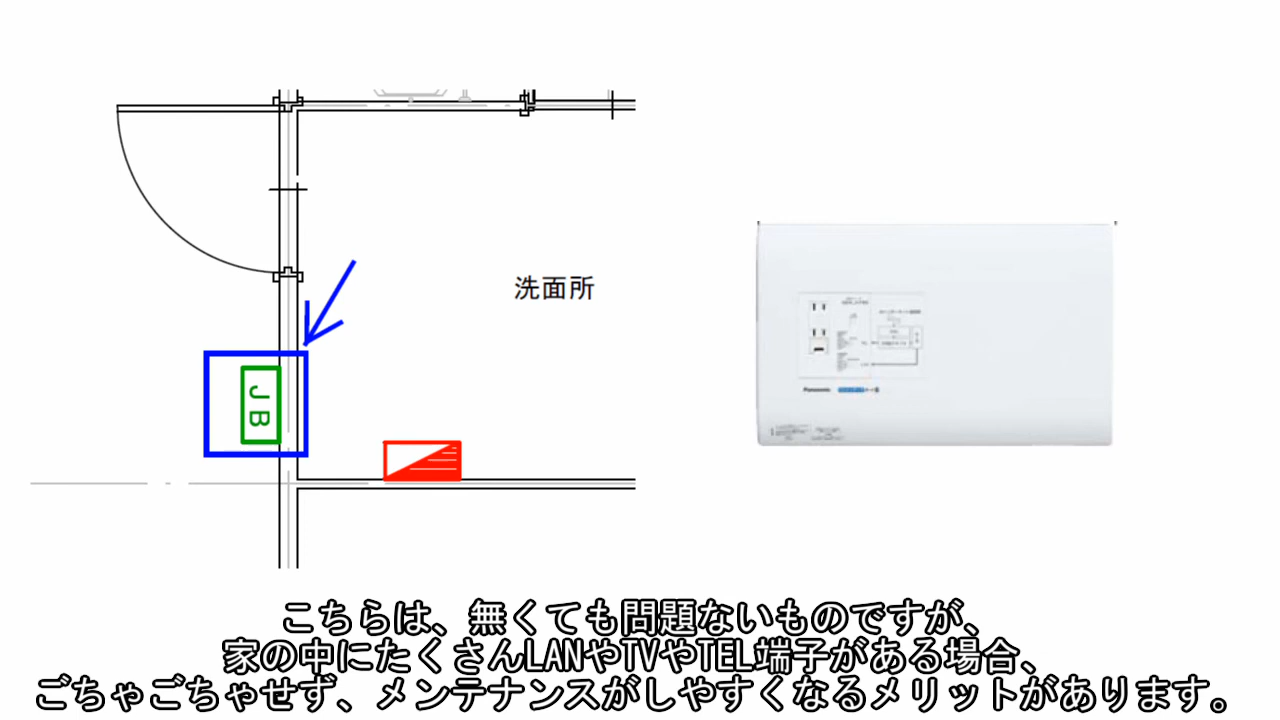 洗面所
JB
Panasonic
こちらは、無くても問題ないものですが、
家の中にたくさんLANやTVやTEL端子がある場合、
ごちゃごちゃせず、メンテナンスがしやすくなるメリットがあります。